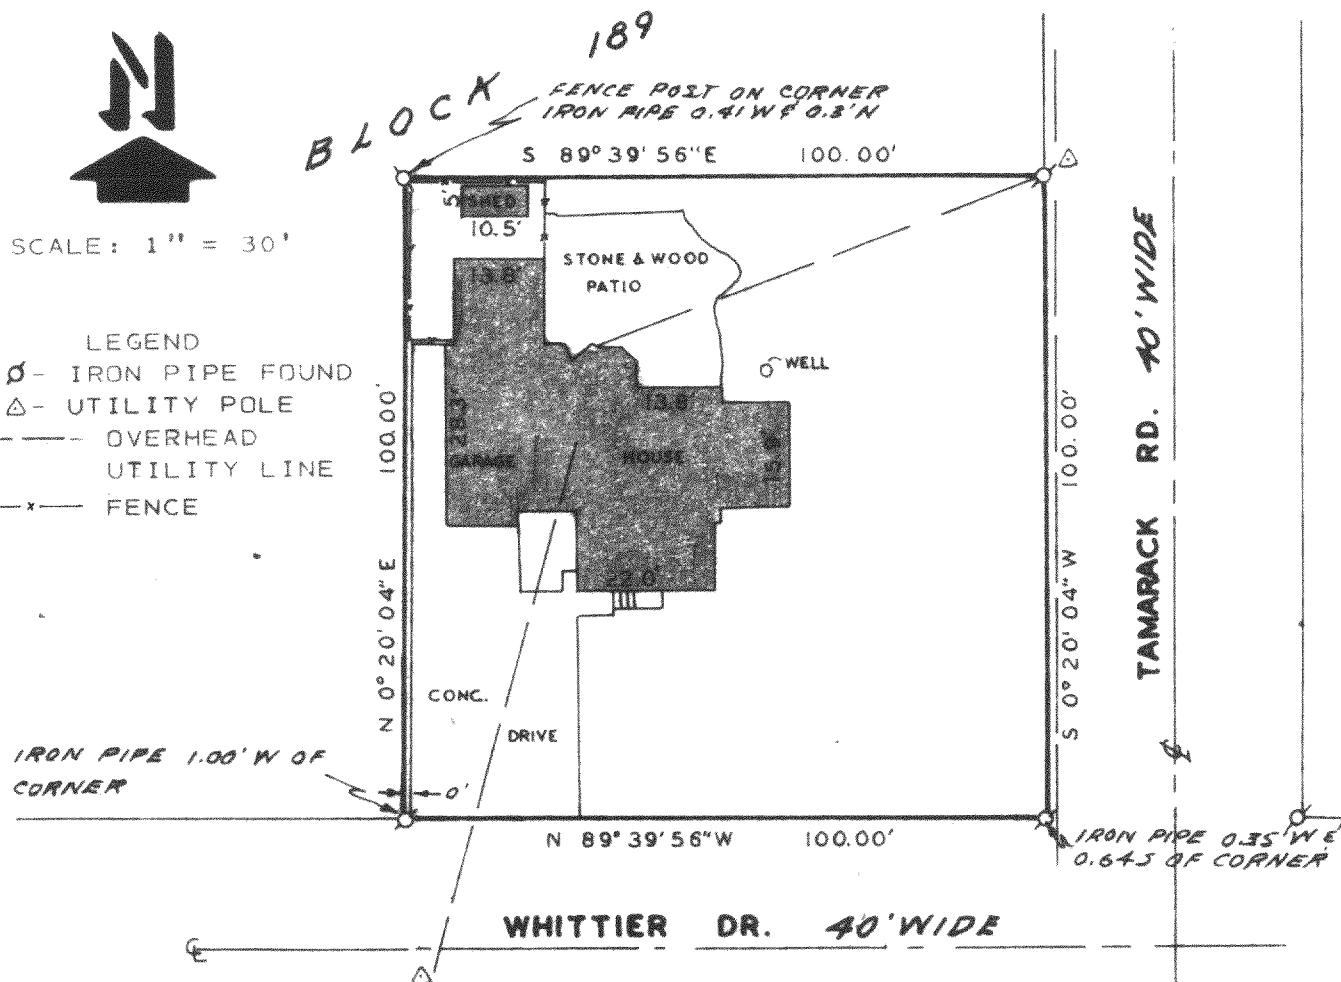 N
BLOCK 189
FENCE POST ON CORNER
IRON PIPE 0.41 W & 0.3'N
S 89° 39' 56"E 100.00'
SCALE: 1" = 30'
5'
SHED
10.5'
STONE & WOOD
PATIO
13.8'
LEGEND
Ø- IRON PIPE FOUND
△- UTILITY POLE
OVERHEAD
UTILITY LINE
-x- FENCE
WELL
13.8'
28.3'
GARAGE
HOUSE
22.0'
100.00'
N 0° 20' 04" E
100.00'
S 0° 20' 04" W
TAMARACK RD. 40' WIDE
CONC.
DRIVE
IRON PIPE 1.00' W OF
CORNER
0'
N 89° 39' 56"W 100.00'
IRON PIPE 0.35' W &
0.64 S OF CORNER
WHITTIER DR. 40' WIDE
℄
℄